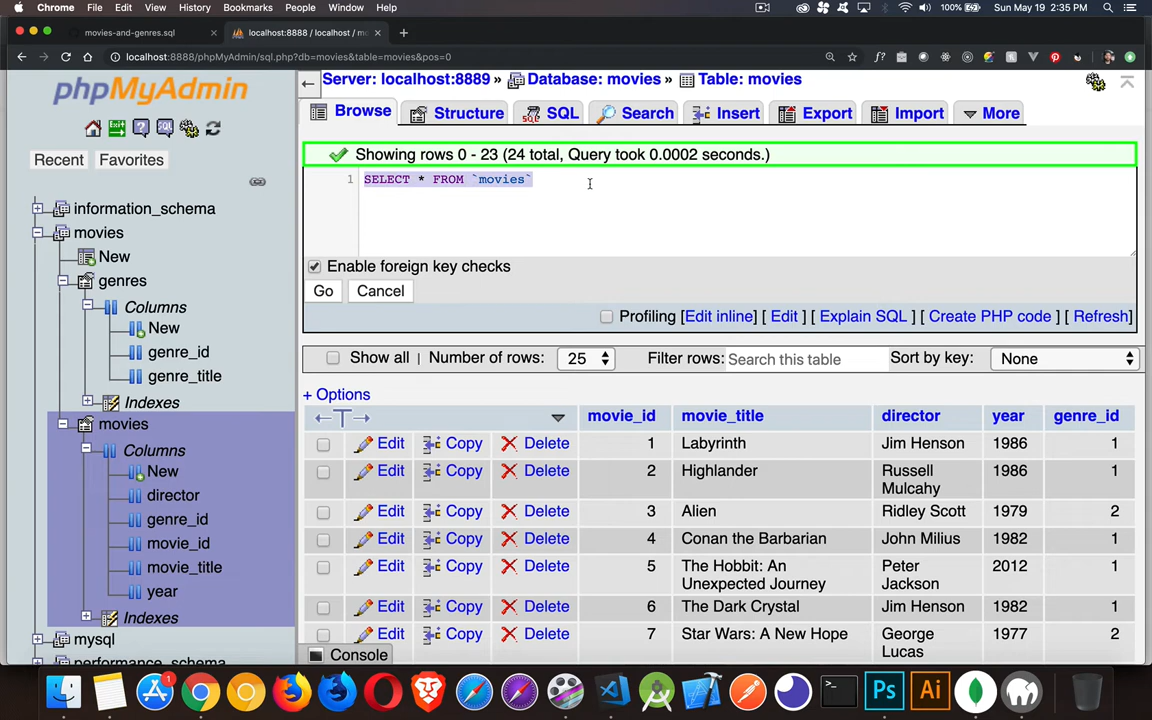 Chrome File Edit View History Bookmarks People Window Help 100% Sun May 19 2:35 PM
movies-and-genres.sql × localhost:8888 / localhost / mo × +
localhost:8888/phpMyAdmin/sql.php?db=movies&table=movies&pos=0
phpMyAdmin
Recent Favorites
information_schema
movies
New
genres
Columns
New
genre_id
genre_title
Indexes
movies
Columns
New
director
genre_id
movie_id
movie_title
year
Indexes
mysql
performance_schema
Server: localhost:8889 » Database: movies » Table: movies
Browse Structure SQL Search Insert Export Import More
Showing rows 0 - 23 (24 total, Query took 0.0002 seconds.)
1 SELECT * FROM `movies`
Enable foreign key checks
Go Cancel
Profiling [Edit inline] [ Edit ] [ Explain SQL ] [ Create PHP code ] [ Refresh]
Show all | Number of rows: 25 Filter rows: Search this table Sort by key: None
+ Options
←T→ movie_id movie_title director year genre_id
Edit Copy Delete 1 Labyrinth Jim Henson 1986 1
Edit Copy Delete 2 Highlander Russell Mulcahy 1986 1
Edit Copy Delete 3 Alien Ridley Scott 1979 2
Edit Copy Delete 4 Conan the Barbarian John Milius 1982 1
Edit Copy Delete 5 The Hobbit: An Unexpected Journey Peter Jackson 2012 1
Edit Copy Delete 6 The Dark Crystal Jim Henson 1982 1
Edit Copy Delete 7 Star Wars: A New Hope George Lucas 1977 2
Console
1
Ps Ai